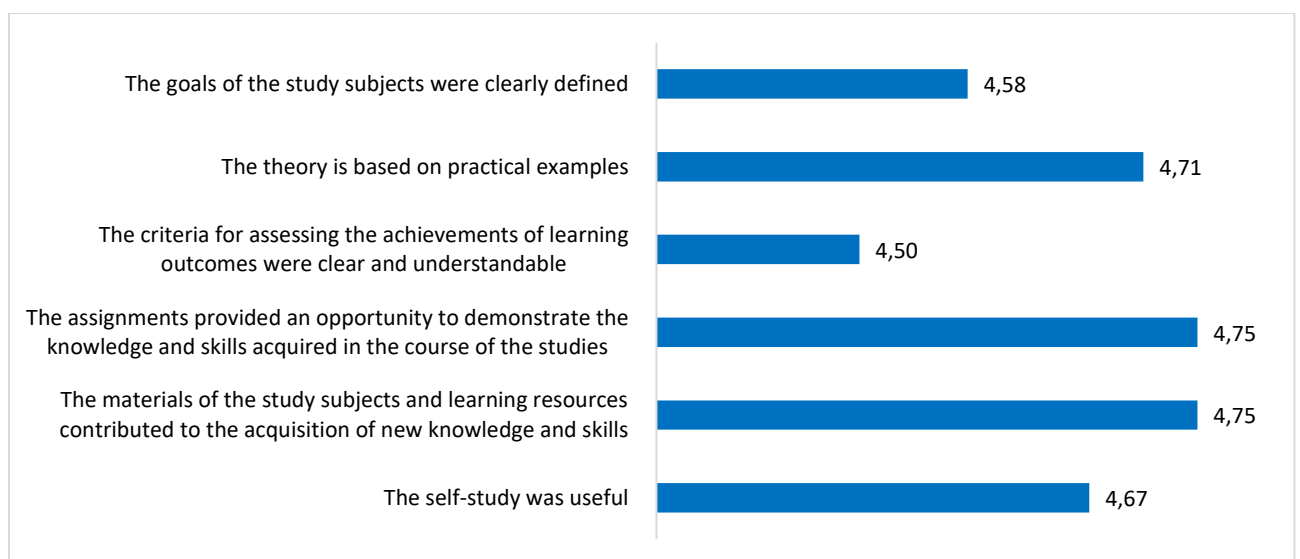 The goals of the study subjects were clearly defined
4,58
The theory is based on practical examples
4,71
The criteria for assessing the achievements of learning
outcomes were clear and understandable
4,50
The assignments provided an opportunity to demonstrate the
knowledge and skills acquired in the course of the studies
4,75
The materials of the study subjects and learning resources
contributed to the acquisition of new knowledge and skills
4,75
The self-study was useful
4,67